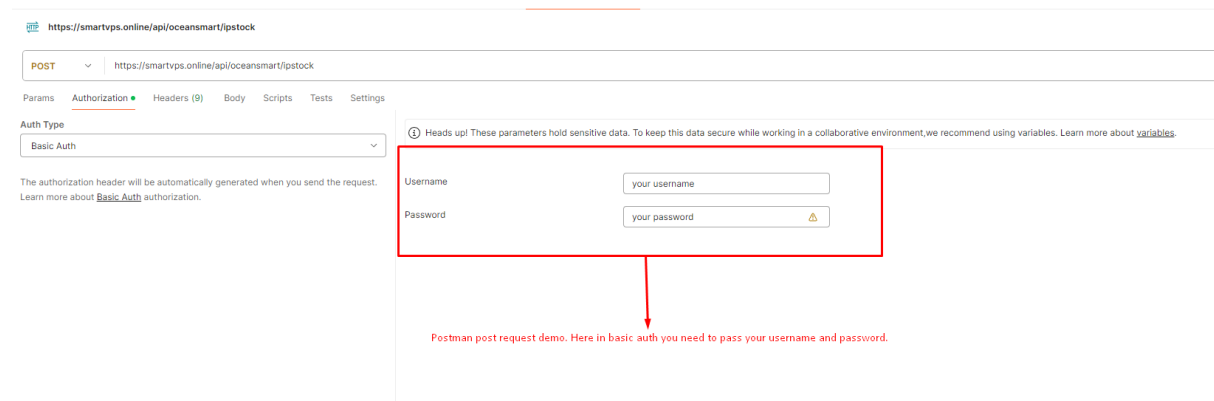 HTTP https://smartvps.online/api/oceansmart/ipstock
POST https://smartvps.online/api/oceansmart/ipstock
Params Authorization Headers (9) Body Scripts Tests Settings
Auth Type
Basic Auth
The authorization header will be automatically generated when you send the request.
Learn more about Basic Auth authorization.
Heads up! These parameters hold sensitive data. To keep this data secure while working in a collaborative environment,we recommend using variables. Learn more about variables.
Username your username
Password your password
Postman post request demo. Here in basic auth you need to pass your username and password.